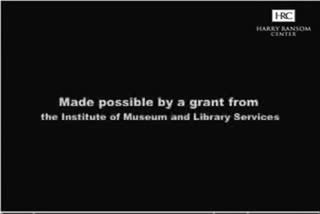 HRC
HARRY RANSOM
CENTER
Made possible by a grant from
the Institute of Museum and Library Services